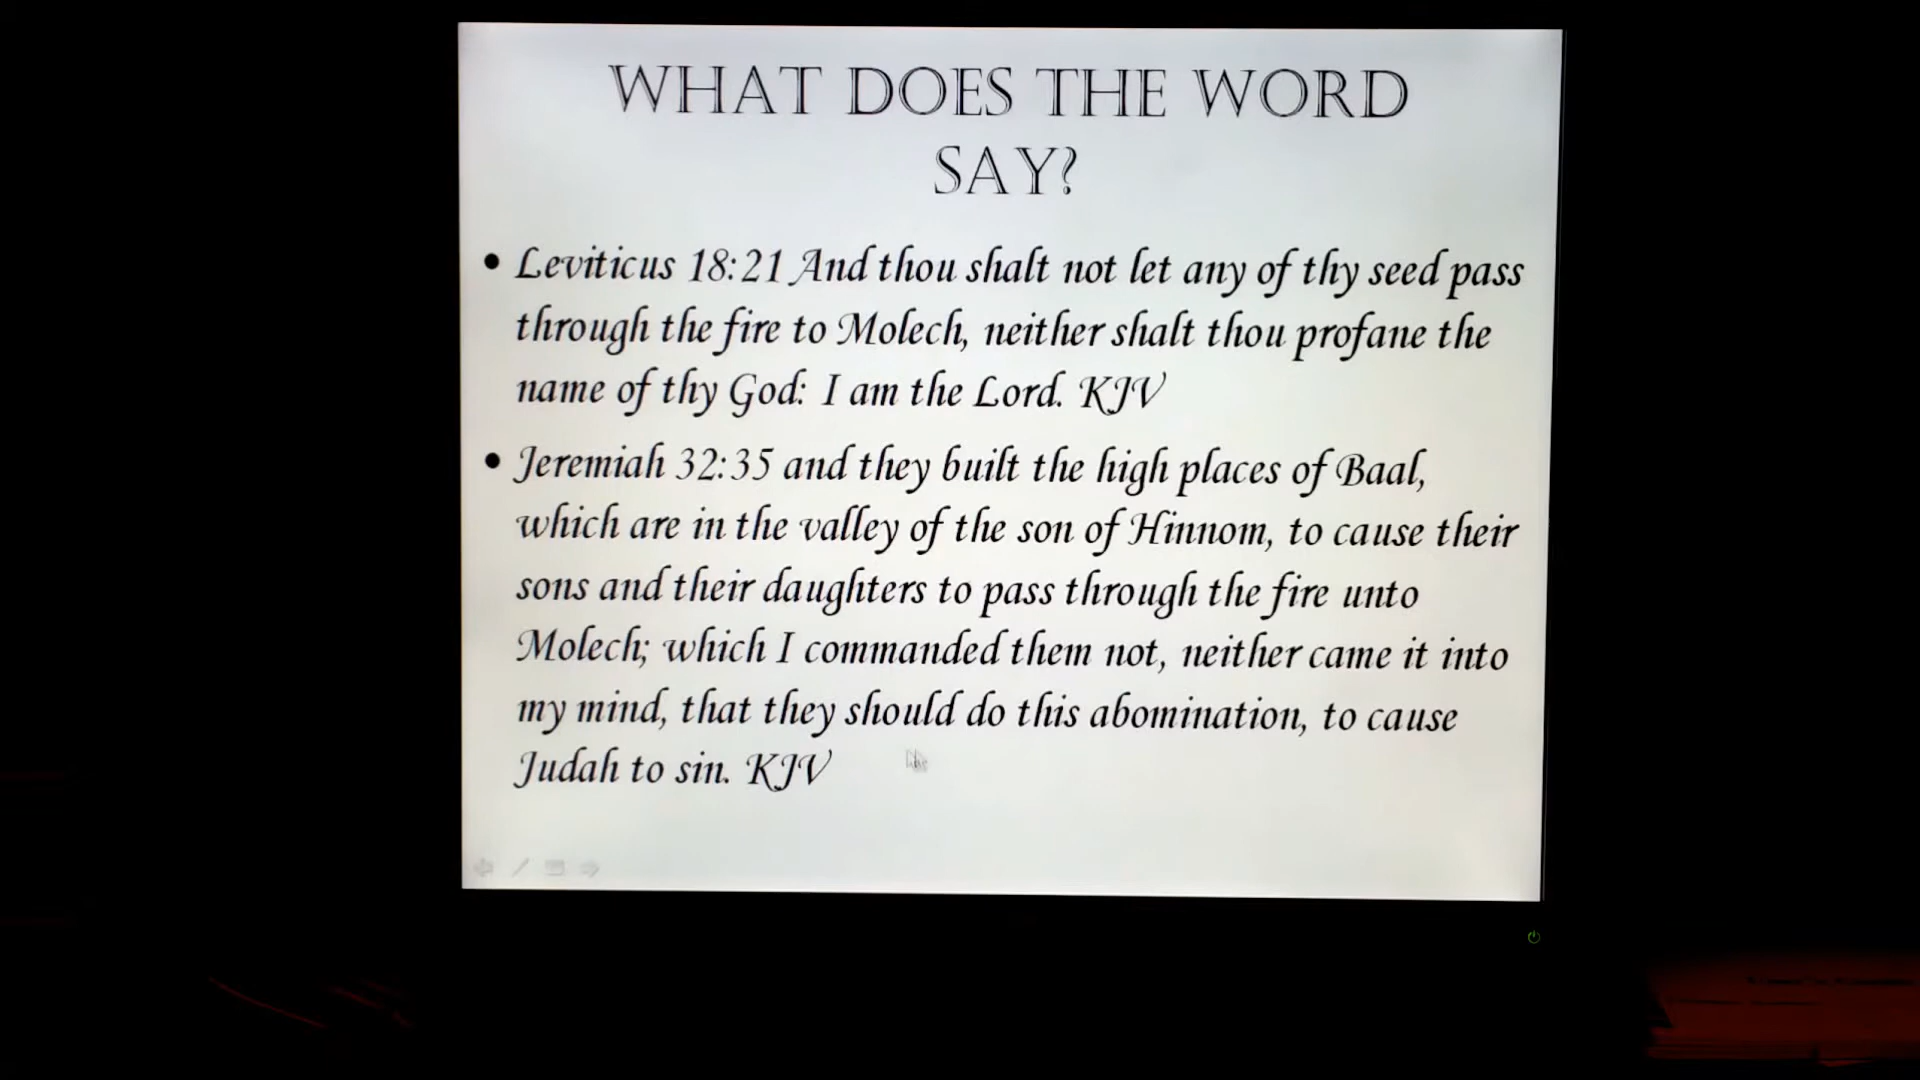 WHAT DOES THE WORD
SAY?
• Leviticus 18:21 And thou shalt not let any of thy seed pass
through the fire to Molech, neither shalt thou profane the
name of thy God: I am the Lord. KJV
• Jeremiah 32:35 and they built the high places of Baal,
which are in the valley of the son of Hinnom, to cause their
sons and their daughters to pass through the fire unto
Molech; which I commanded them not, neither came it into
my mind, that they should do this abomination, to cause
Judah to sin. KJV